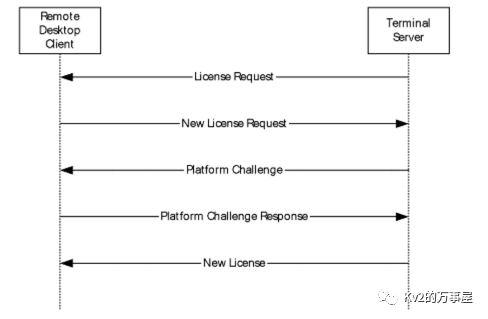 Remote
Desktop
Client
Terminal
Server
License Request
New License Request
Platform Challenge
Platform Challenge Response
New License
Kv2的万事屋